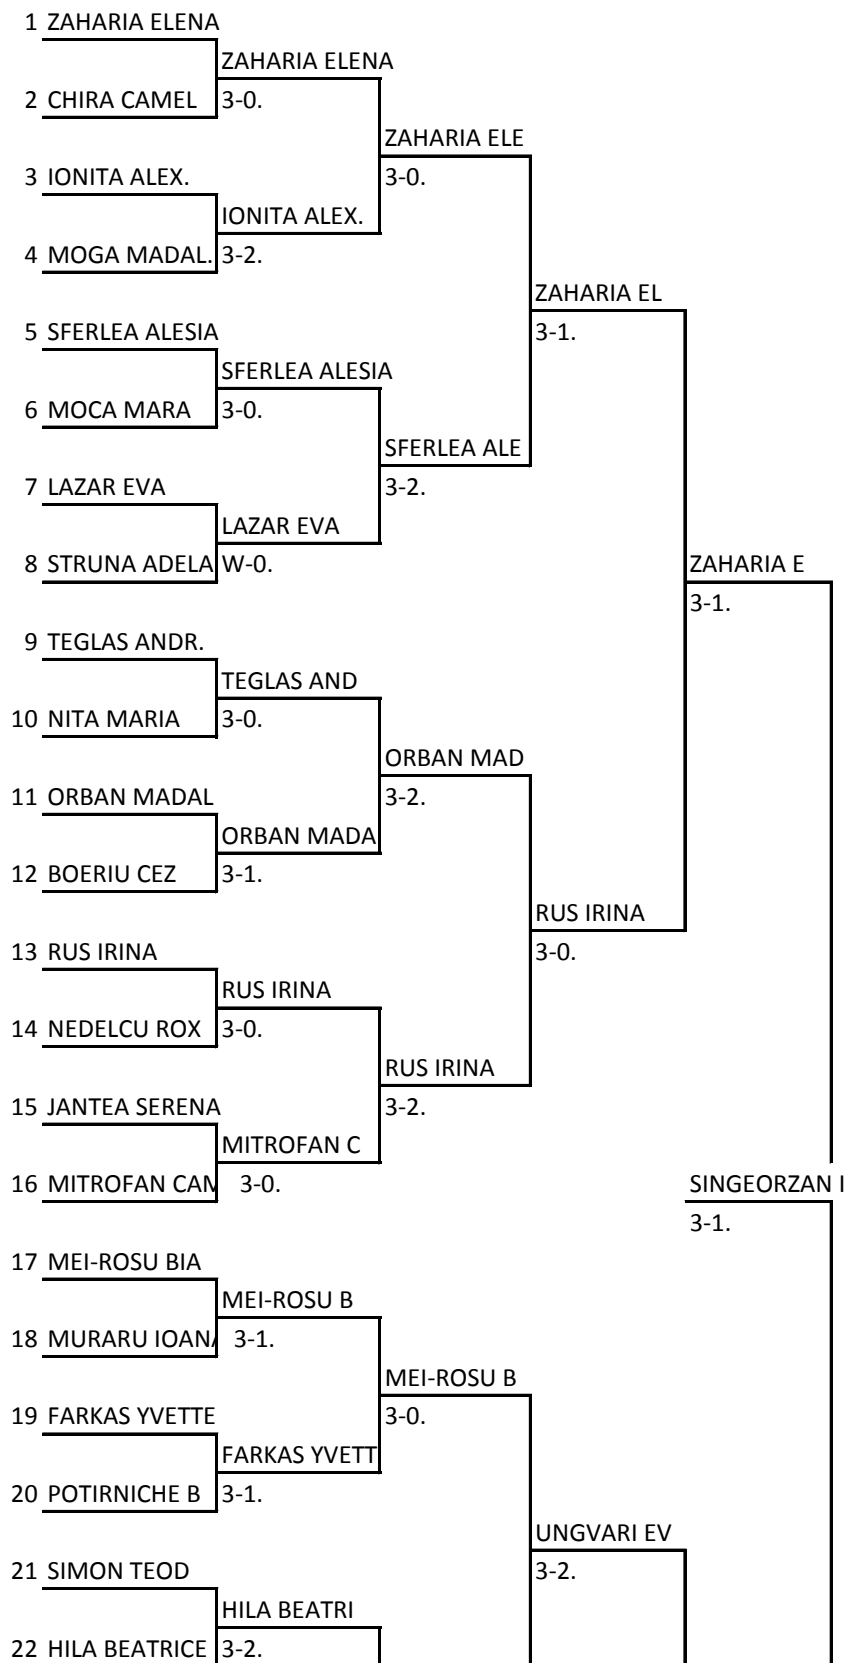 1 ZAHARIA ELENA
ZAHARIA ELENA
2 CHIRA CAMEL 3-0.
ZAHARIA ELE
3 IONITA ALEX. 3-0.
IONITA ALEX.
4 MOGA MADAL. 3-2.
ZAHARIA EL
5 SFERLEA ALESIA 3-1.
SFERLEA ALESIA
6 MOCA MARA 3-0.
SFERLEA ALE
7 LAZAR EVA 3-2.
LAZAR EVA
8 STRUNA ADELA W-0. ZAHARIA E
3-1.
9 TEGLAS ANDR.
TEGLAS AND
10 NITA MARIA 3-0.
ORBAN MAD
11 ORBAN MADAL 3-2.
ORBAN MADA
12 BOERIU CEZ 3-1.
RUS IRINA
13 RUS IRINA 3-0.
RUS IRINA
14 NEDELCU ROX 3-0.
RUS IRINA
15 JANTEA SERENA 3-2.
MITROFAN C
16 MITROFAN CAM 3-0. SINGEORZAN I
3-1.
17 MEI-ROSU BIA
MEI-ROSU B
18 MURARU IOANA 3-1.
MEI-ROSU B
19 FARKAS YVETTE 3-0.
FARKAS YVETT
20 POTIRNICHE B 3-1.
UNGVARI EV
21 SIMON TEOD 3-2.
HILA BEATRI
22 HILA BEATRICE 3-2.